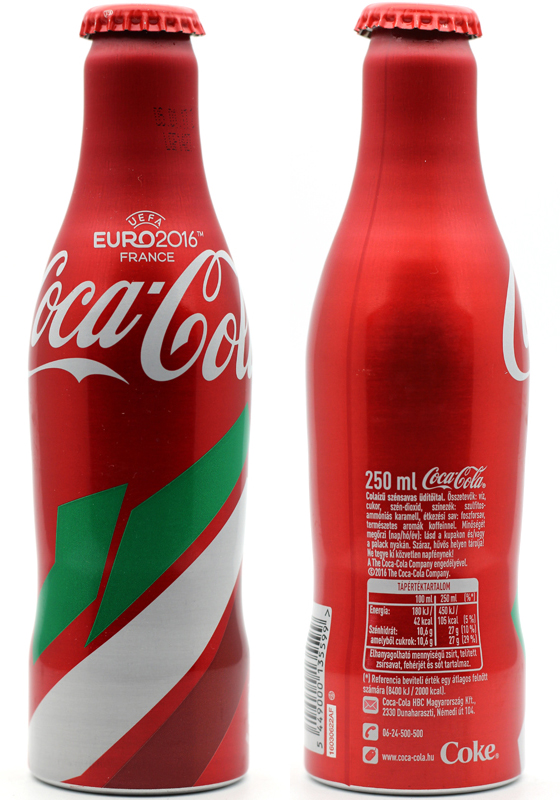 UEFA
EURO2016™
FRANCE
Coca-Col
250 ml Coca-Cola
Colaízű szénsavas üdítőital. Összetevők: víz,
cukor, szén-dioxid, színezék: szulfitos-
ammóniás karamell, étkezési sav: foszforsav,
természetes aromák koffeinnel. Minőségét
megőrzi (nap/hó/év): lásd a kupakon és/vagy
a palack nyakán. Száraz, hűvös helyen tárolja!
Ne tegye ki közvetlen napfénynek!
A The Coca-Cola Company engedélyével.
©2016 The Coca-Cola Company.
TÁPÉRTÉKTARTALOM
100 ml 250 ml (%*)
Energia: 180 kJ / 450 kJ /
42 kcal 105 kcal (5 %)
Szénhidrát: 10,6 g 27 g (10 %)
amelyből cukrok: 10,6 g 27 g (29 %)
Elhanyagolható mennyiségű zsírt, telített
zsírsavat, fehérjét és sót tartalmaz.
(*) Referencia beviteli érték egy átlagos felnőtt
számára (8400 kJ / 2000 kcal).
Coca-Cola HBC Magyarország Kft.,
2330 Dunaharaszti, Némedi út 104.
06-24-500-500
www.coca-cola.hu Coke
5 449000 135399 >
18030622AF